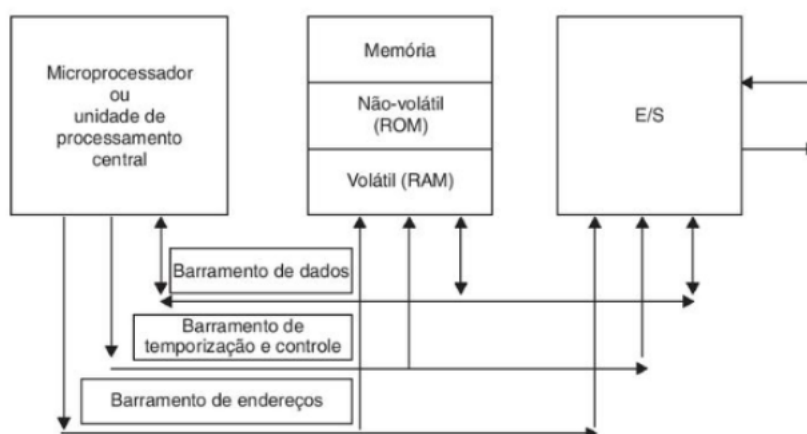 Microprocessador
ou
unidade de
processamento
central
Memória
Não-volátil
(ROM)
Volátil (RAM)
E/S
Barramento de dados
Barramento de
temporização e controle
Barramento de endereços